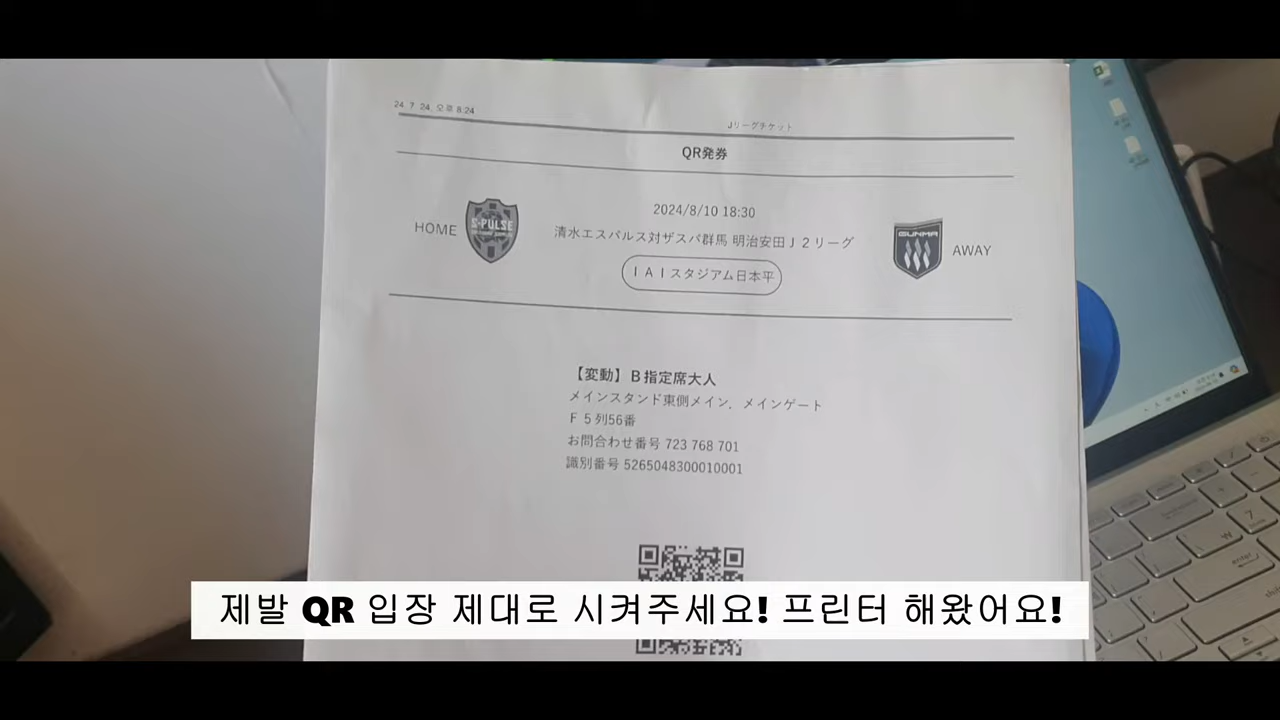 24. 7. 24. 오후 8:24
Jリーグチケット
QR発券
2024/8/10 18:30
HOME
S-PULSE
清水エスパルス対ザスパ群馬 明治安田J2リーグ
GUNMA
AWAY
IAIスタジアム日本平
【変動】B指定席大人
メインスタンド東側メイン, メインゲート
F 5列56番
お問合わせ番号 723 768 701
識別番号 5265048300010001
제발 QR 입장 제대로 시켜주세요! 프린터 해왔어요!